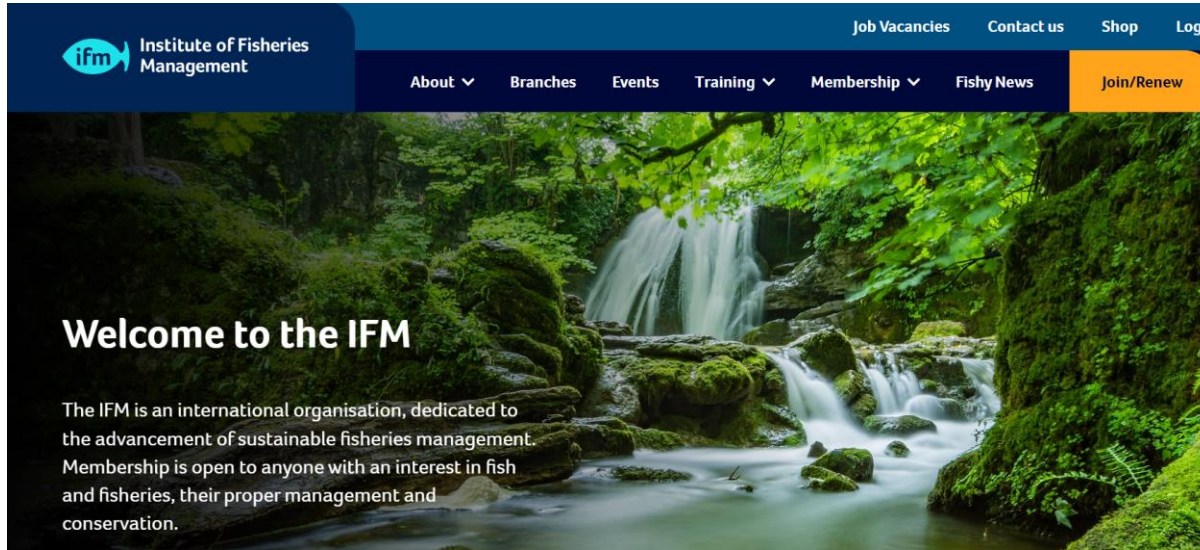 Job Vacancies Contact us Shop Log
ifm Institute of Fisheries
Management
About Branches Events Training Membership Fishy News Join/Renew
Welcome to the IFM
The IFM is an international organisation, dedicated to
the advancement of sustainable fisheries management.
Membership is open to anyone with an interest in fish
and fisheries, their proper management and
conservation.